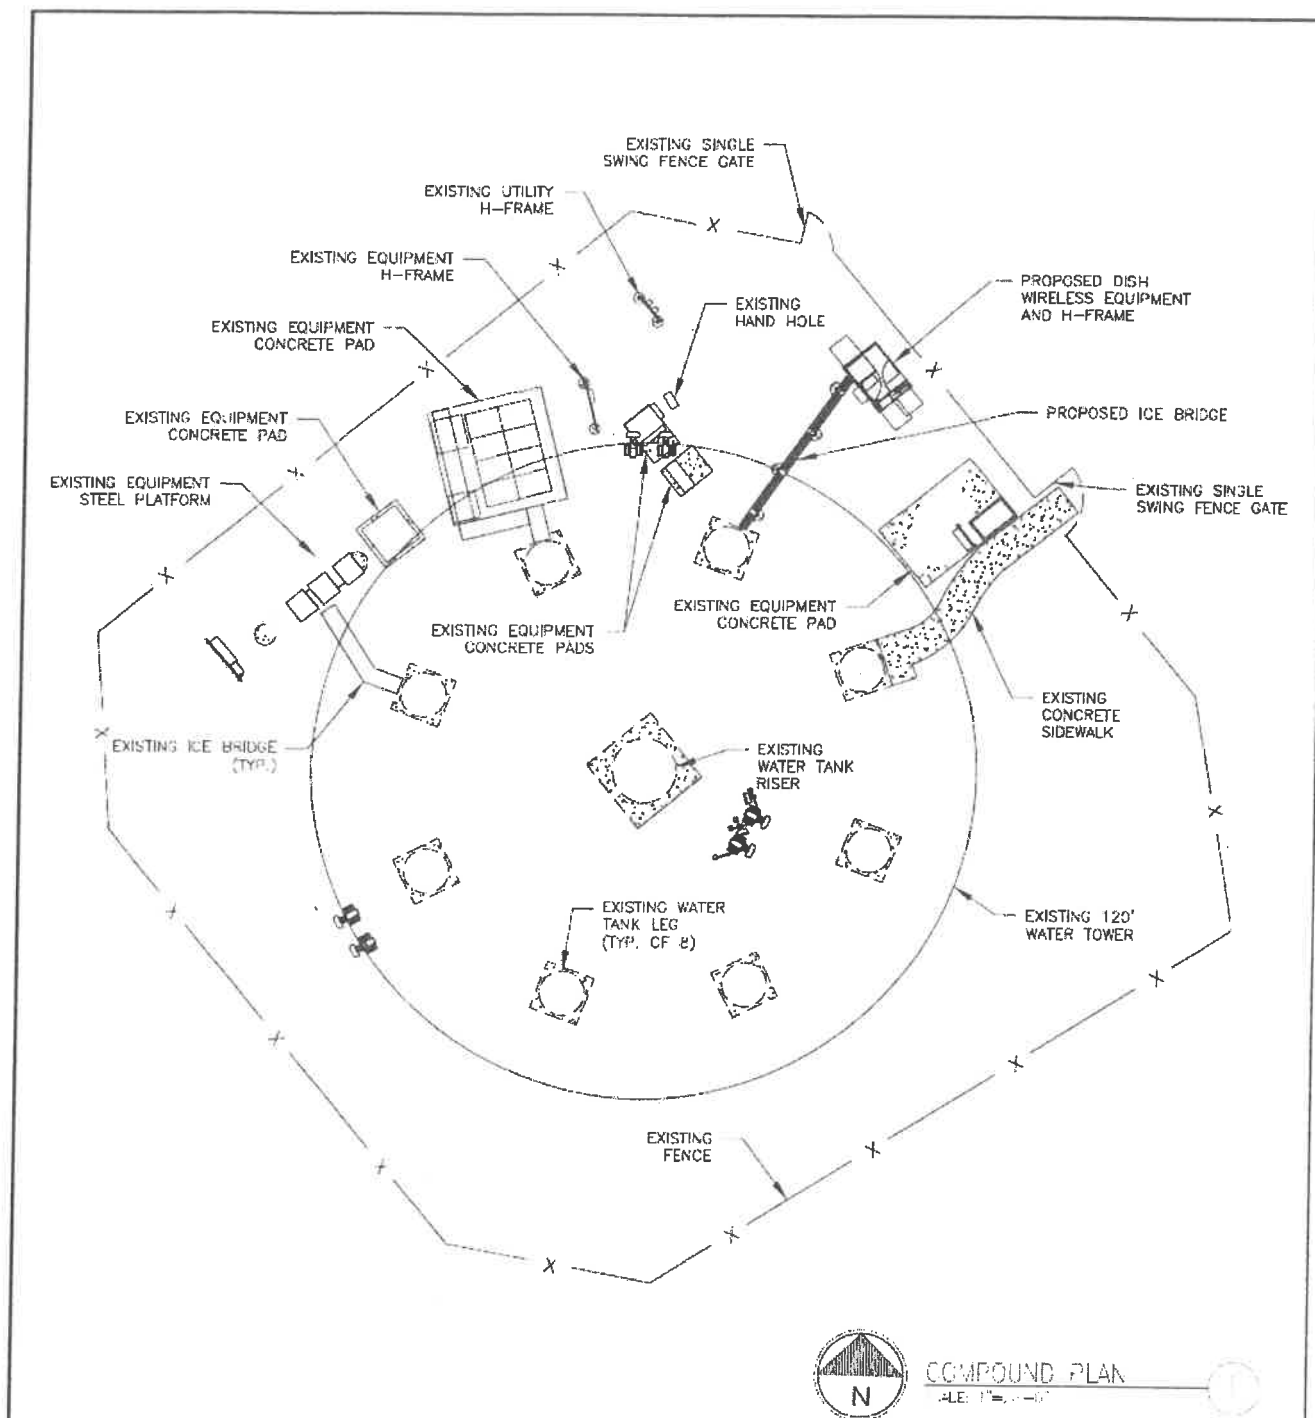 EXISTING SINGLE
SWING FENCE GATE
EXISTING UTILITY
H-FRAME
EXISTING EQUIPMENT
H-FRAME
EXISTING
HAND HOLE
PROPOSED DISH
WIRELESS EQUIPMENT
AND H-FRAME
EXISTING EQUIPMENT
CONCRETE PAD
EXISTING EQUIPMENT
CONCRETE PAD
PROPOSED ICE BRIDGE
EXISTING EQUIPMENT
STEEL PLATFORM
EXISTING SINGLE
SWING FENCE GATE
EXISTING EQUIPMENT
CONCRETE PADS
EXISTING EQUIPMENT
CONCRETE PAD
EXISTING
CONCRETE
SIDEWALK
EXISTING ICE BRIDGE
(TYP.)
EXISTING
WATER TANK
RISER
EXISTING WATER
TANK LEG
(TYP. OF 8)
EXISTING 120'
WATER TOWER
EXISTING
FENCE
N
COMPOUND PLAN